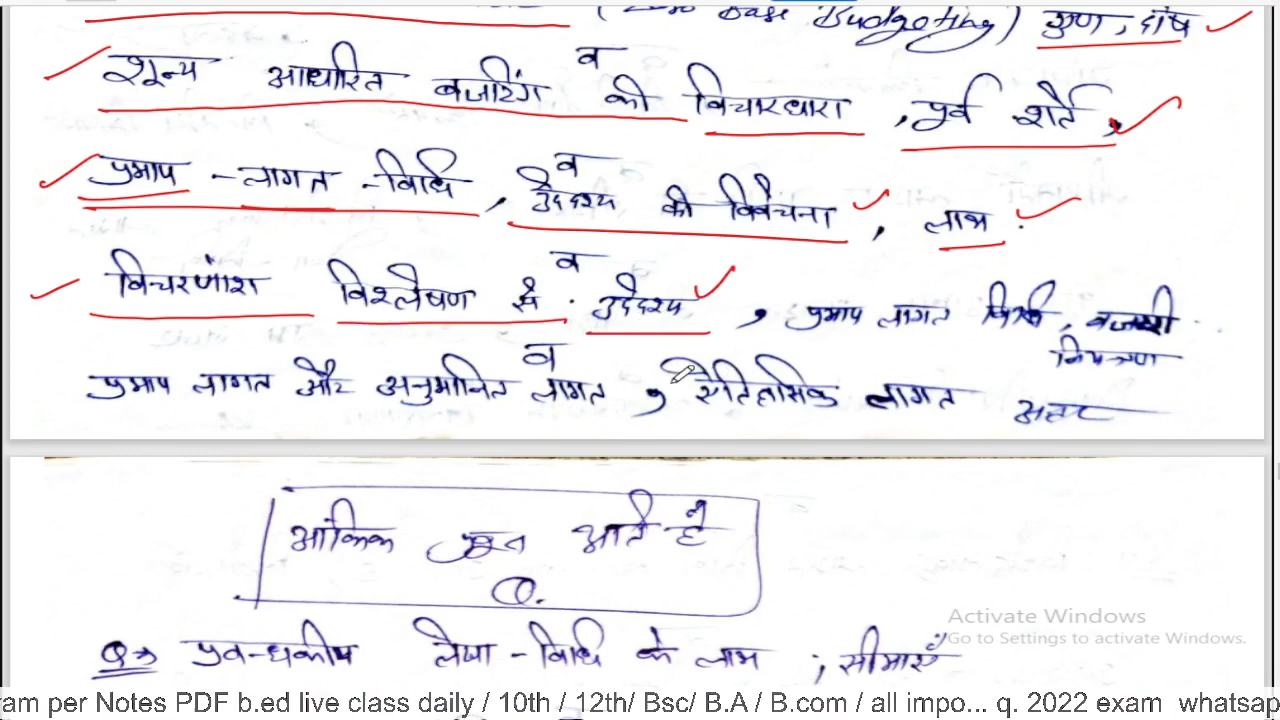 Base Budgeting) गुण, दोष
शून्य आधारित बजटिंग व की विचारधारा, पूर्व शर्ते,
प्रमाप - लागत - विधि, व उद्देश्य की विवेचना, लाभ.
विचरणांश विश्लेषण से व उद्देश्य, प्रमाप लागत विधि, बजटरी नियंत्रण
प्रमाप लागत और अनुमानित व लागत, ऐतिहासिक लागत अन्तर
आंकिक प्रश्न आते है
Q.
Q→ प्रबन्धकीय लेखा - विधि के लाभ, सीमाएँ
Activate Windows
Go to Settings to activate Windows.
am per Notes PDF b.ed live class daily / 10th / 12th/ Bsc/ B.A / B.com / all impo... q. 2022 exam whatsap